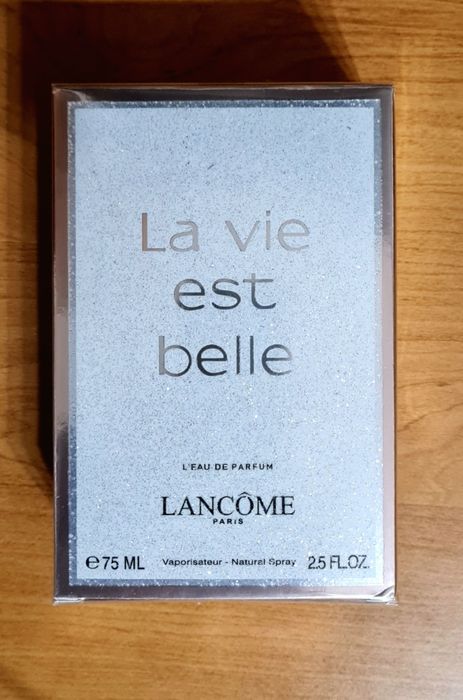 La vie
est
belle
L'EAU DE PARFUM
LANCÔME
PARIS
℮75 ML Vaporisateur - Natural Spray 2.5 FL.OZ.